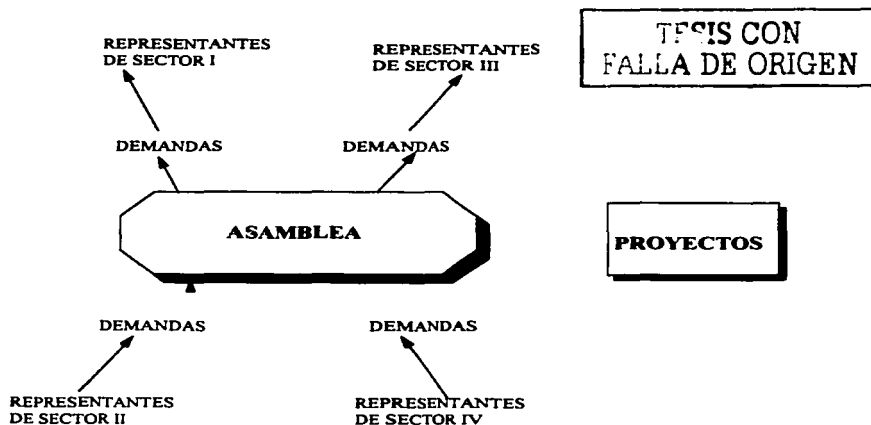 REPRESENTANTES
DE SECTOR I
REPRESENTANTES
DE SECTOR III
TESIS CON
FALLA DE ORIGEN
DEMANDAS
DEMANDAS
ASAMBLEA
PROYECTOS
DEMANDAS
DEMANDAS
REPRESENTANTES
DE SECTOR II
REPRESENTANTES
DE SECTOR IV